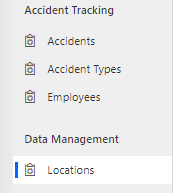 Accident Tracking
Accidents
Accident Types
Employees
Data Management
Locations